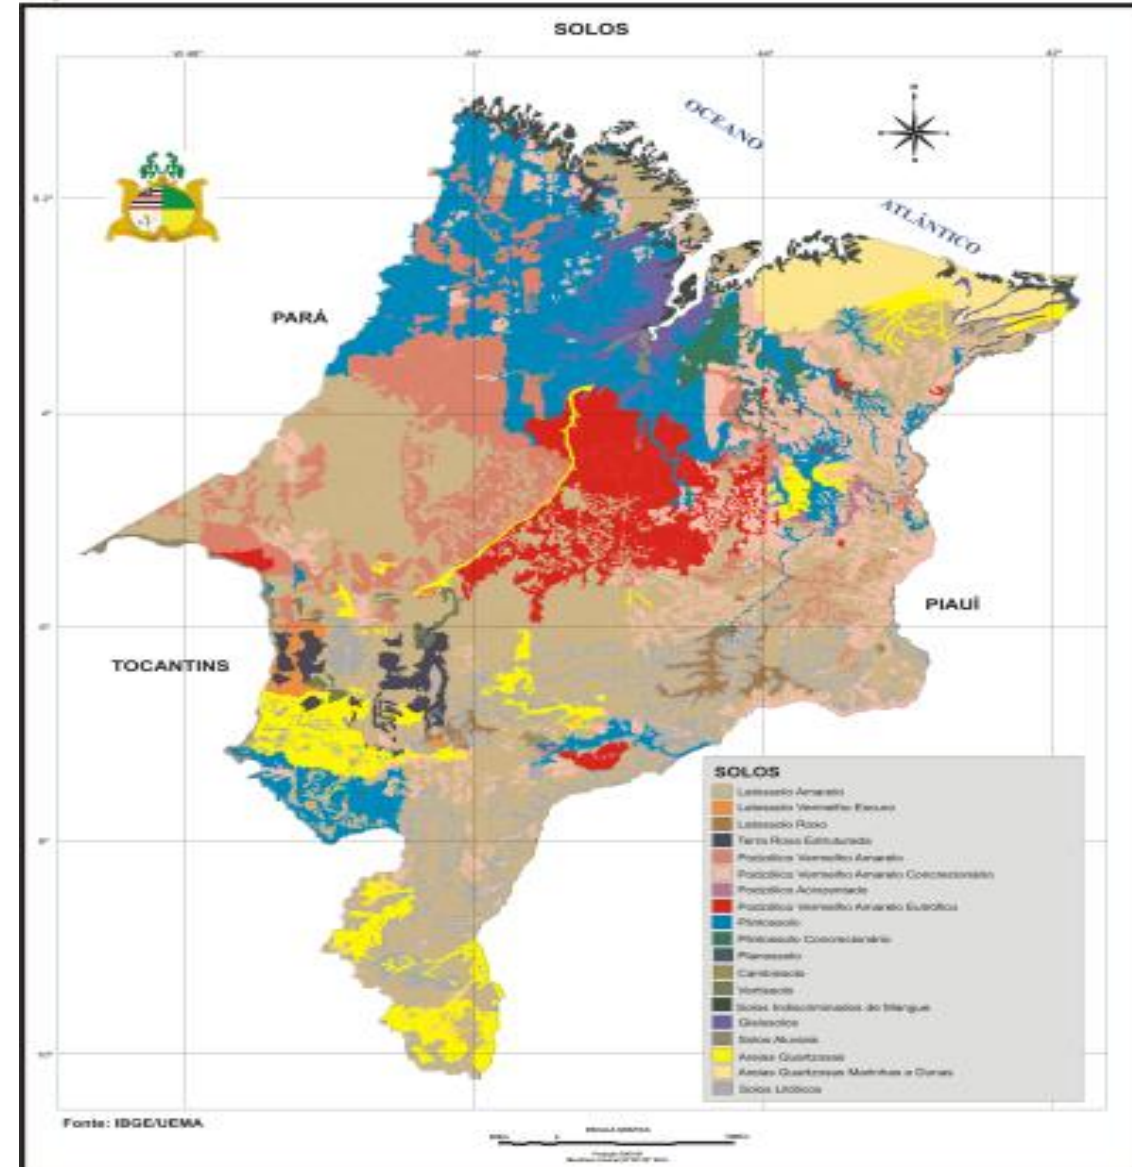 SOLOS
OCEANO
ATLÂNTICO
PARÁ
PIAUÍ
TOCANTINS
SOLOS
Latossolo Amarelo
Latossolo Vermelho Escuro
Latossolo Roxo
Terra Roxa Estruturada
Podzólico Vermelho Amarelo
Podzólico Vermelho Amarelo Concrecionário
Podzólico Acinzentado
Podzólico Vermelho Amarelo Eutrófico
Plintossolo
Plintossolo Concrecionário
Planossolo
Cambissolo
Vertissolo
Solos Indiscriminados de Mangue
Gleissolos
Solos Aluviais
Areias Quartzosas
Areias Quartzosas Marinhas e Dunas
Solos Litólicos
Fonte: IBGE/UEMA
ESCALA GRÁFICA